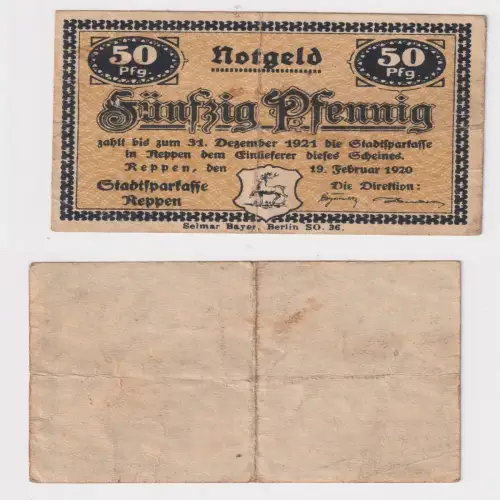 50 Pfg. Notgeld 50 Pfg.
Fünfzig Pfennig
zahlt bis zum 31. Dezember 1921 die Stadtsparkasse
in Reppen dem Einlieferer dieses Scheines.
Reppen, den 19. Februar 1920
Stadtsparkasse Die Direktion:
Reppen
Selmar Bayer, Berlin SO. 36.